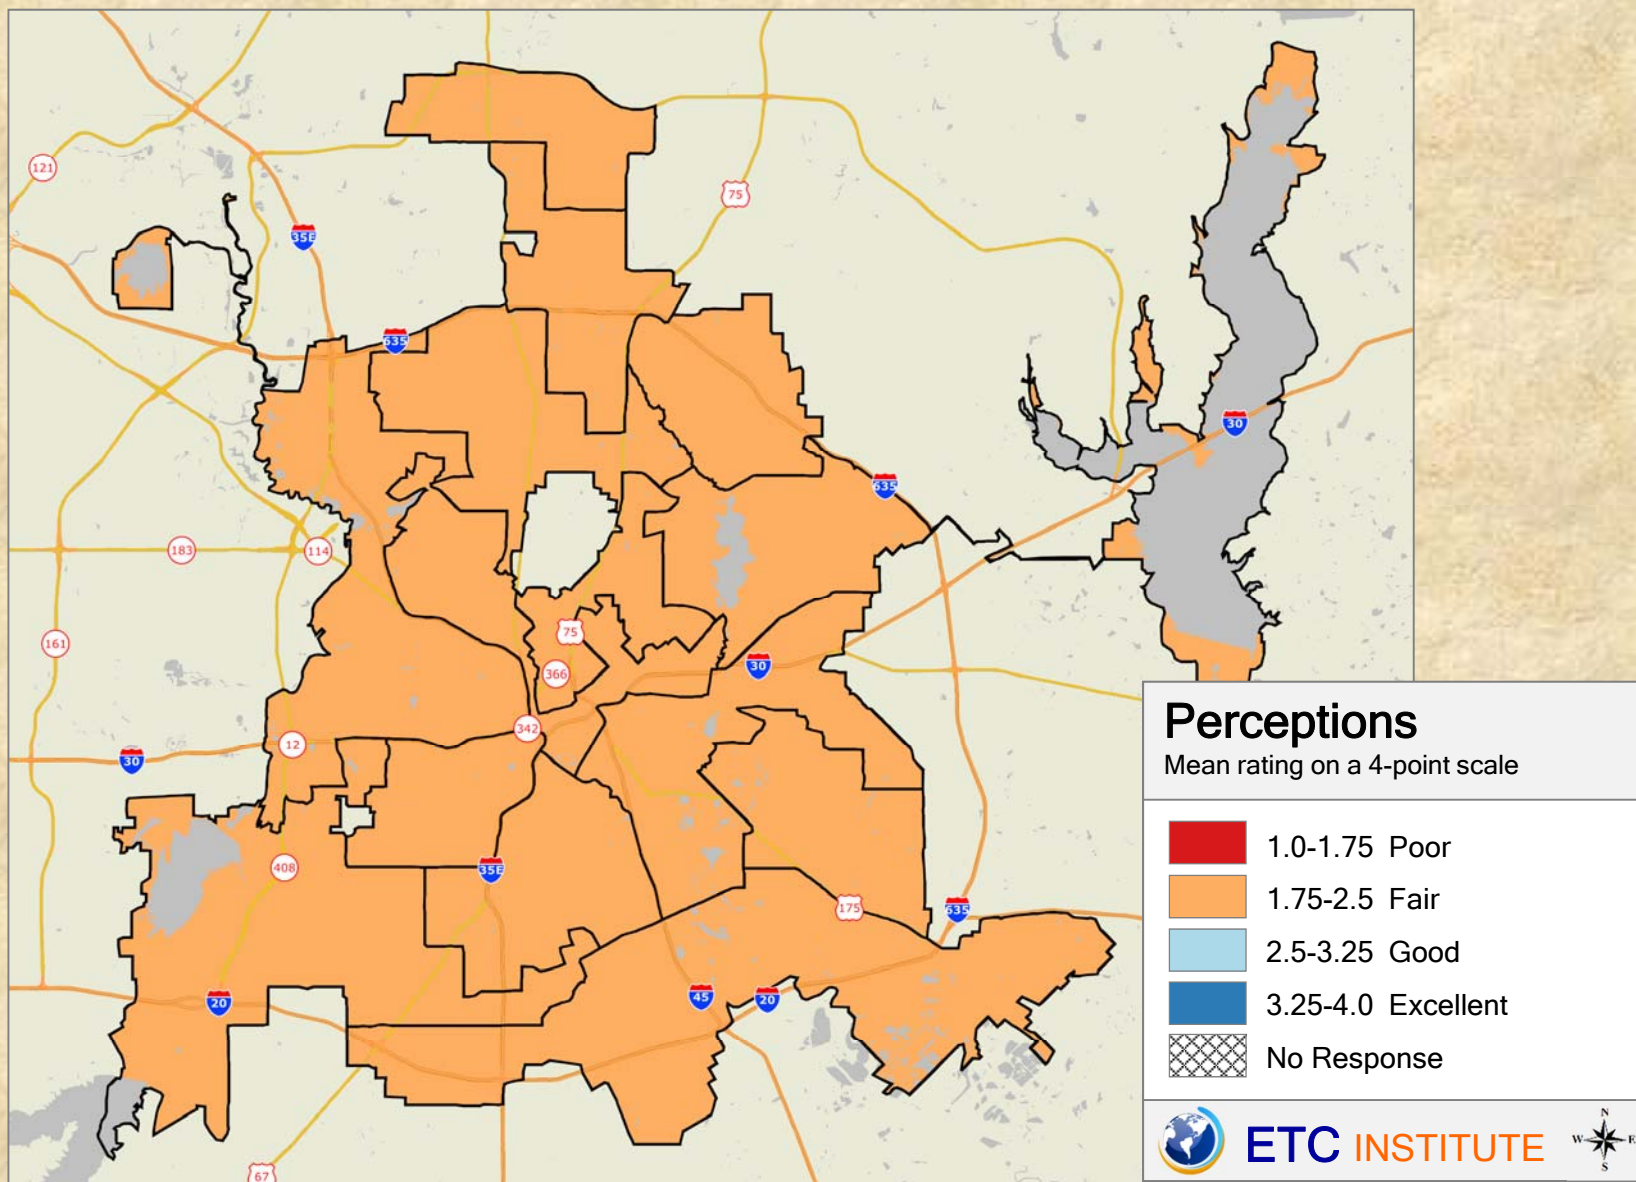 121
75
35E
635
30
635
183
114
161
75
366
30
342
12
30
408
35E
175
635
20
45
20
67
Perceptions
Mean rating on a 4-point scale
1.0-1.75 Poor
1.75-2.5 Fair
2.5-3.25 Good
3.25-4.0 Excellent
No Response
ETC INSTITUTE
N
W E
S